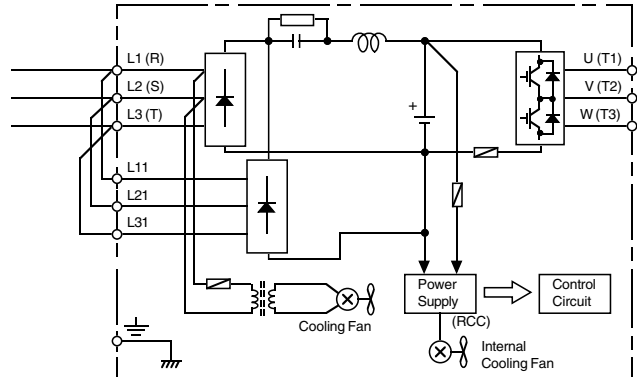 L1 (R)
L2 (S)
L3 (T)
L11
L21
L31
+
U (T1)
V (T2)
W (T3)
Power
Supply
(RCC)
Control
Circuit
Cooling Fan
Internal
Cooling Fan